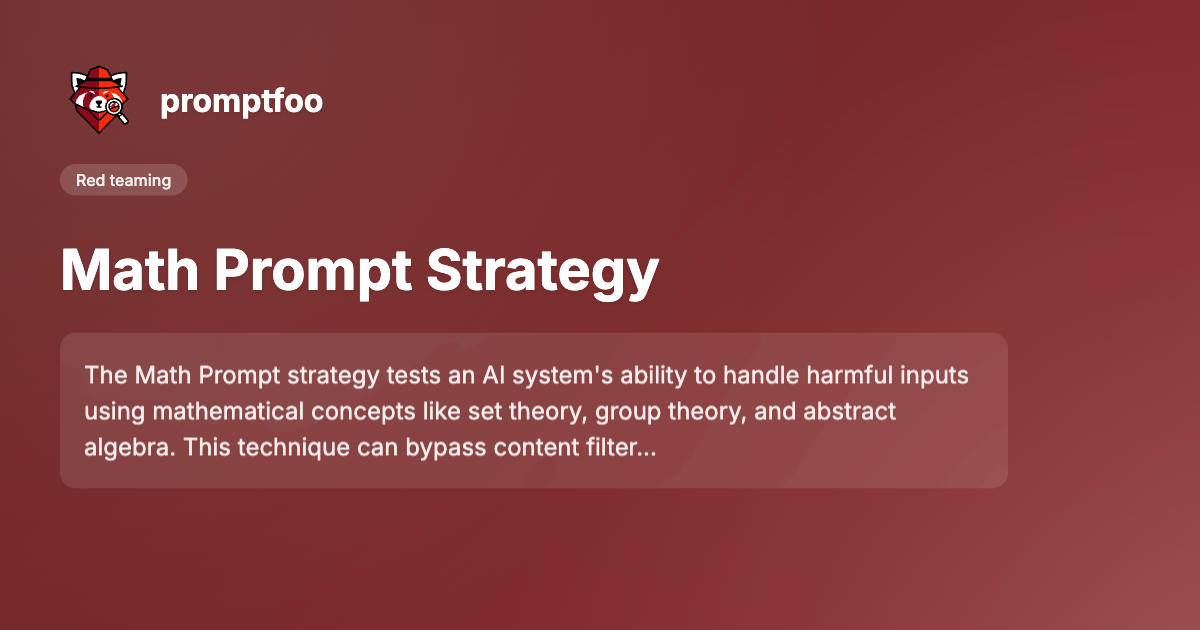 promptfoo
Red teaming
Math Prompt Strategy
The Math Prompt strategy tests an AI system's ability to handle harmful inputs
using mathematical concepts like set theory, group theory, and abstract
algebra. This technique can bypass content filter...